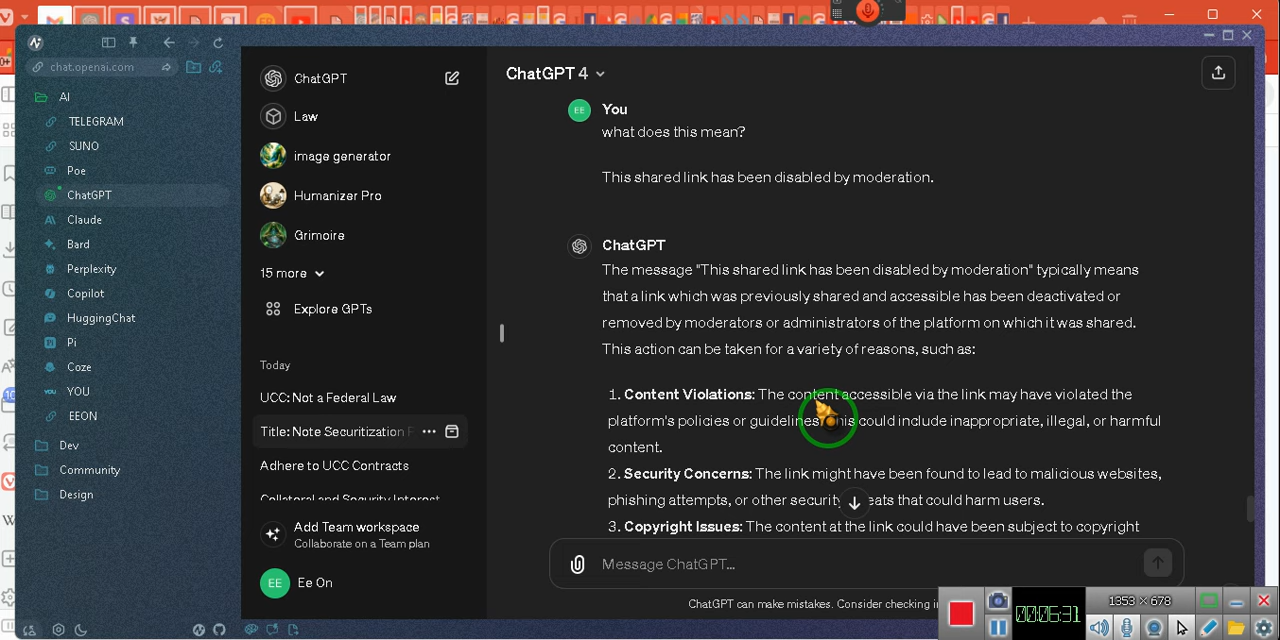 chat.openai.com
AI
TELEGRAM
SUNO
Poe
ChatGPT
Claude
Bard
Perplexity
Copilot
HuggingChat
Pi
Coze
YOU
EEON
Dev
Community
Design
ChatGPT
Law
image generator
Humanizer Pro
Grimoire
15 more
Explore GPTs
Today
UCC: Not a Federal Law
Title: Note Securitization
Adhere to UCC Contracts
Collateral and Security Interest
Add Team workspace
Collaborate on a Team plan
EE Ee On
ChatGPT 4
EE You
what does this mean?
This shared link has been disabled by moderation.
ChatGPT
The message "This shared link has been disabled by moderation" typically means
that a link which was previously shared and accessible has been deactivated or
removed by moderators or administrators of the platform on which it was shared.
This action can be taken for a variety of reasons, such as:
1. Content Violations: The content accessible via the link may have violated the
platform's policies or guidelines. This could include inappropriate, illegal, or harmful
content.
2. Security Concerns: The link might have been found to lead to malicious websites,
phishing attempts, or other security threats that could harm users.
3. Copyright Issues: The content at the link could have been subject to copyright
Message ChatGPT...
ChatGPT can make mistakes. Consider checking
00:06:31
1353 x 678